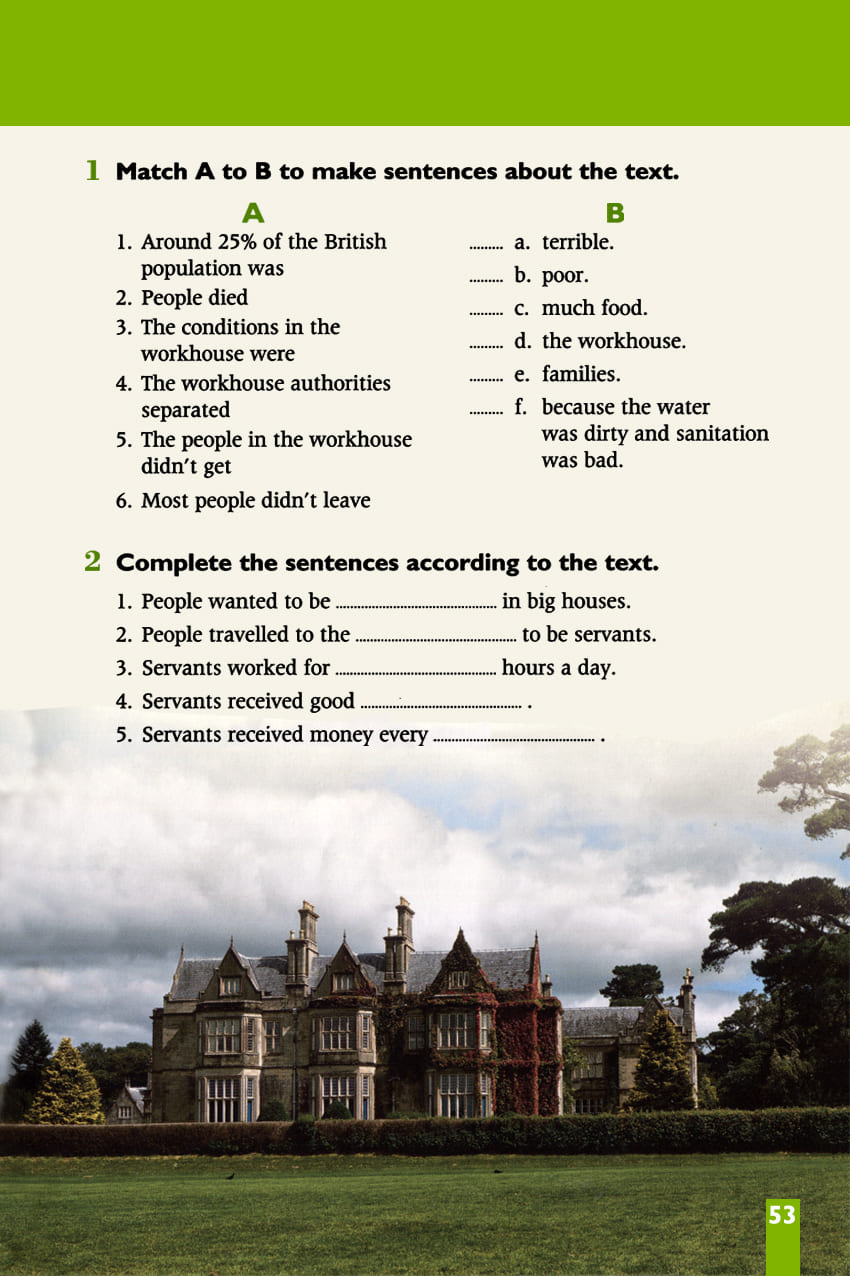 1 Match A to B to make sentences about the text.
A
1. Around 25% of the British
population was
2. People died
3. The conditions in the
workhouse were
4. The workhouse authorities
separated
5. The people in the workhouse
didn't get
6. Most people didn't leave
B
......... a. terrible.
......... b. poor.
......... c. much food.
......... d. the workhouse.
......... e. families.
......... f. because the water
was dirty and sanitation
was bad.
2 Complete the sentences according to the text.
1. People wanted to be ............................................. in big houses.
2. People travelled to the ............................................. to be servants.
3. Servants worked for ............................................. hours a day.
4. Servants received good ............................................. .
5. Servants received money every ............................................. .
53